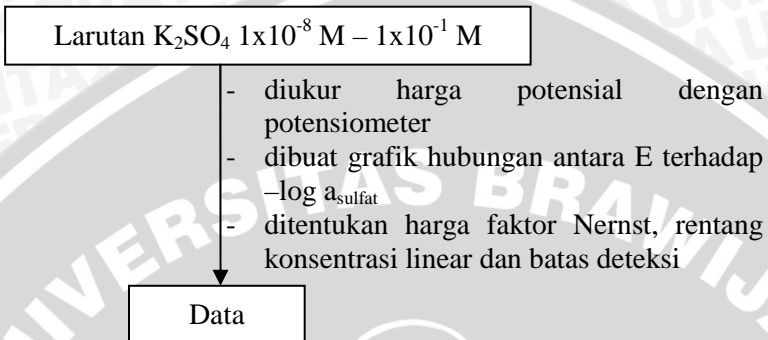 Larutan K₂SO₄ 1x10⁻⁸ M – 1x10⁻¹ M
- diukur harga potensial dengan
potensiometer
- dibuat grafik hubungan antara E terhadap
–log a_sulfat
- ditentukan harga faktor Nernst, rentang
konsentrasi linear dan batas deteksi
Data